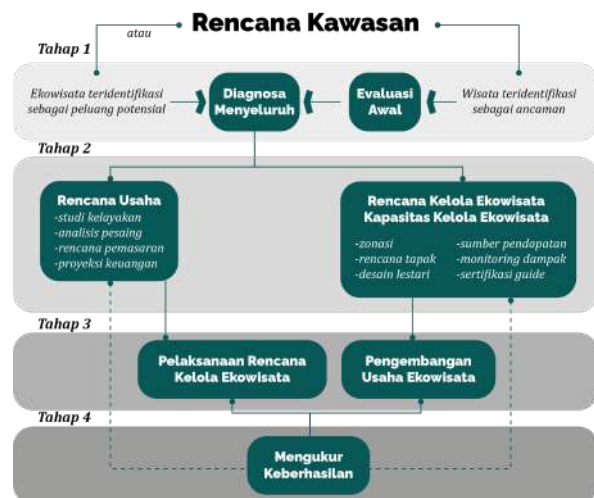 Rencana Kawasan
atau
Tahap 1
Ekowisata teridentifikasi
sebagai peluang potensial
Diagnosa
Menyeluruh
Evaluasi
Awal
Wisata teridentifikasi
sebagai ancaman
Tahap 2
Rencana Usaha
-studi kelayakan
-analisis pesaing
-rencana pemasaran
-proyeksi keuangan
Rencana Kelola Ekowisata
Kapasitas Kelola Ekowisata
-zonasi
-rencana tapak
-desain lestari
-sumber pendapatan
-monitoring dampak
-sertifikasi guide
Tahap 3
Pelaksanaan Rencana
Kelola Ekowisata
Pengembangan
Usaha Ekowisata
Tahap 4
Mengukur
Keberhasilan